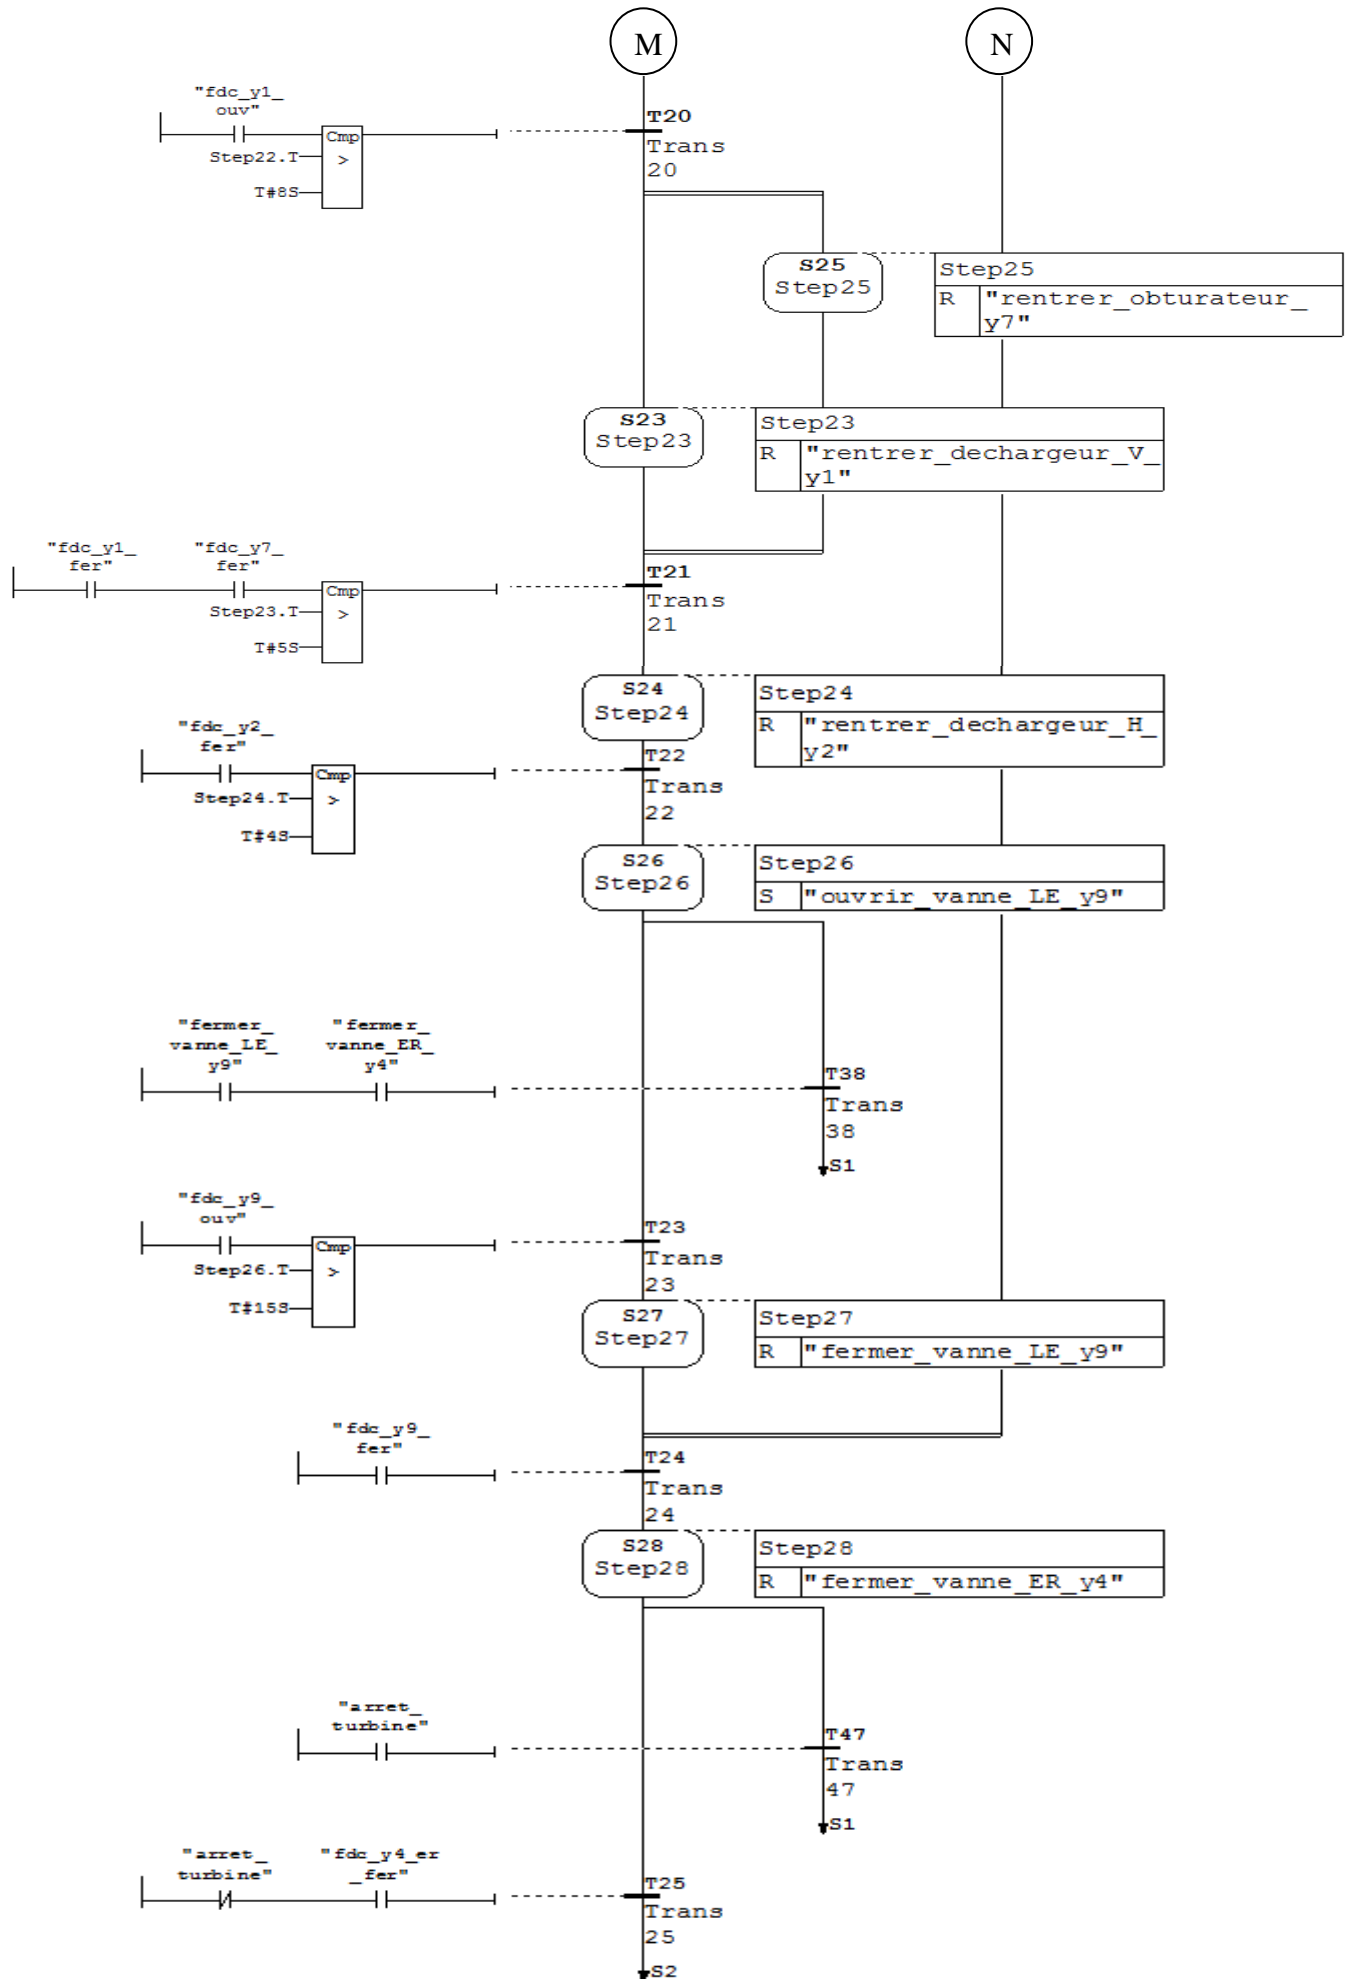 M
N
"fdc_y1_
ouv"
Cmp
>
Step22.T
T#8S
T20
Trans
20
S25
Step25
Step25
R "rentrer_obturateur_
y7"
S23
Step23
Step23
R "rentrer_dechargeur_V_
y1"
"fdc_y1_
fer"
"fdc_y7_
fer"
Cmp
>
Step23.T
T#5S
T21
Trans
21
S24
Step24
Step24
R "rentrer_dechargeur_H_
y2"
"fdc_y2_
fer"
Cmp
>
Step24.T
T#4S
T22
Trans
22
S26
Step26
Step26
S "ouvrir_vanne_LE_y9"
"fermer_
vanne_LE_
y9"
"fermer_
vanne_ER_
y4"
T38
Trans
38
S1
"fdc_y9_
ouv"
Cmp
>
Step26.T
T#15S
T23
Trans
23
S27
Step27
Step27
R "fermer_vanne_LE_y9"
"fdc_y9_
fer"
T24
Trans
24
S28
Step28
Step28
R "fermer_vanne_ER_y4"
"arret_
turbine"
T47
Trans
47
S1
"arret_
turbine"
"fdc_y4_er
_fer"
T25
Trans
25
S2